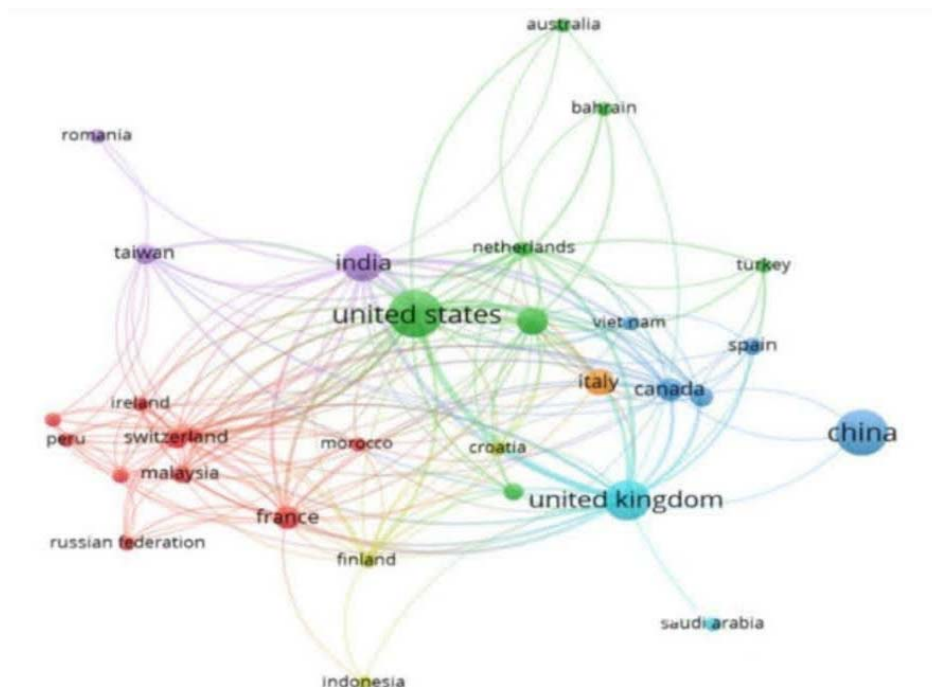 australia
bahrain
romania
taiwan
india
netherlands
turkey
united states
viet nam
spain
italy
canada
ireland
peru
switzerland
morocco
croatia
china
malaysia
united kingdom
france
russian federation
finland
saudi arabia
indonesia